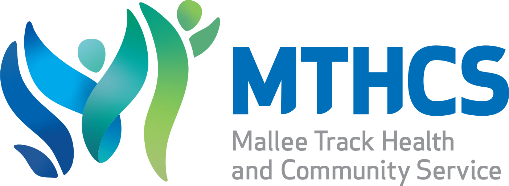 MTHCS
Mallee Track Health
and Community Service